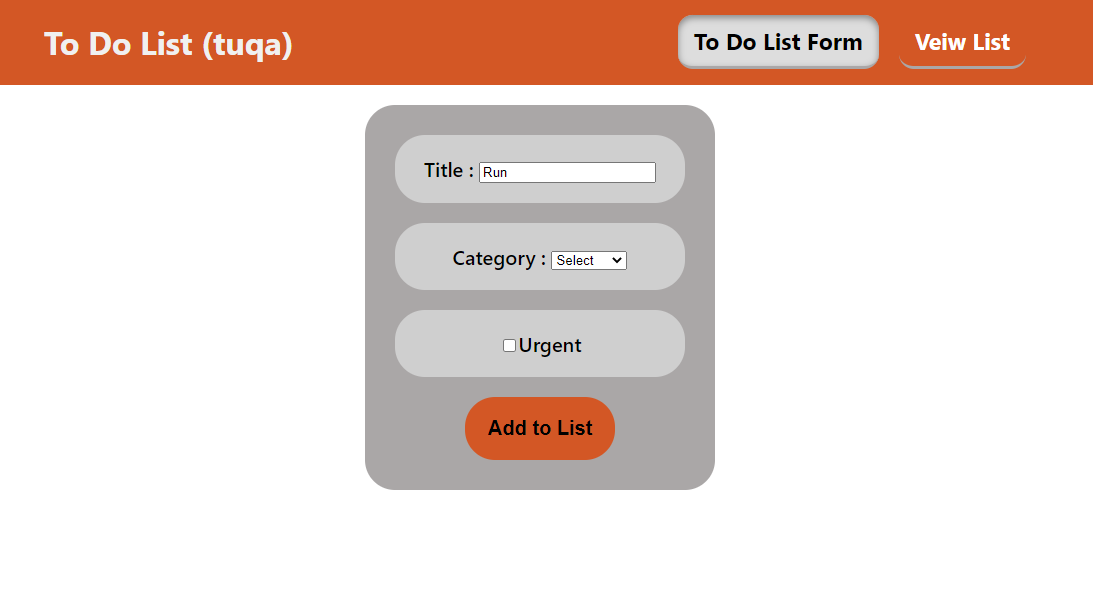 To Do List (tuqa)
To Do List Form
Veiw List
Title : Run
Category : Select
Urgent
Add to List